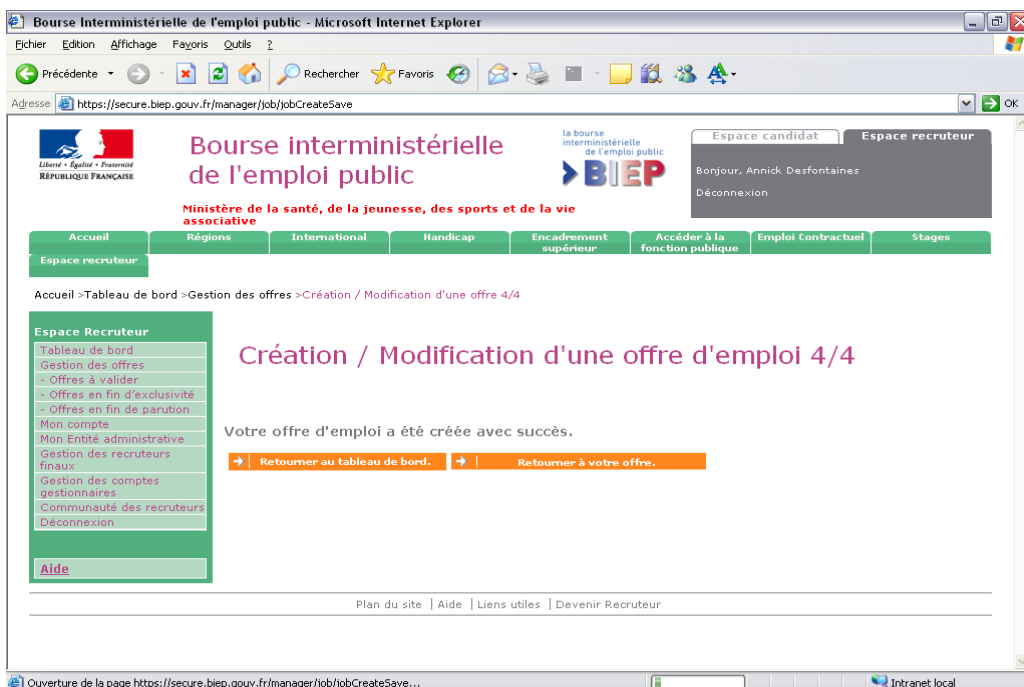 Bourse Interministérielle de l'emploi public - Microsoft Internet Explorer
Fichier Edition Affichage Favoris Outils ?
Précédente Rechercher Favoris
Adresse https://secure.biep.gouv.fr/manager/job/jobCreateSave OK
Liberté • Égalité • Fraternité
RÉPUBLIQUE FRANÇAISE
Bourse interministérielle
de l'emploi public
Ministère de la santé, de la jeunesse, des sports et de la vie
associative
la bourse
interministérielle
de l'emploi public
BIEP
Espace candidat Espace recruteur
Bonjour, Annick Desfontaines
Déconnexion
Accueil Régions International Handicap Encadrement supérieur Accéder à la fonction publique Emploi Contractuel Stages
Espace recruteur
Accueil >Tableau de bord >Gestion des offres >Création / Modification d'une offre 4/4
Espace Recruteur
Tableau de bord
Gestion des offres
- Offres à valider
- Offres en fin d'exclusivité
- Offres en fin de parution
Mon compte
Mon Entité administrative
Gestion des recruteurs
finaux
Gestion des comptes
gestionnaires
Communauté des recruteurs
Déconnexion
Aide
Création / Modification d'une offre d'emploi 4/4
Votre offre d'emploi a été créée avec succès.
Retourner au tableau de bord. Retourner à votre offre.
Plan du site | Aide | Liens utiles | Devenir Recruteur
Ouverture de la page https://secure.biep.gouv.fr/manager/job/jobCreateSave... Intranet local